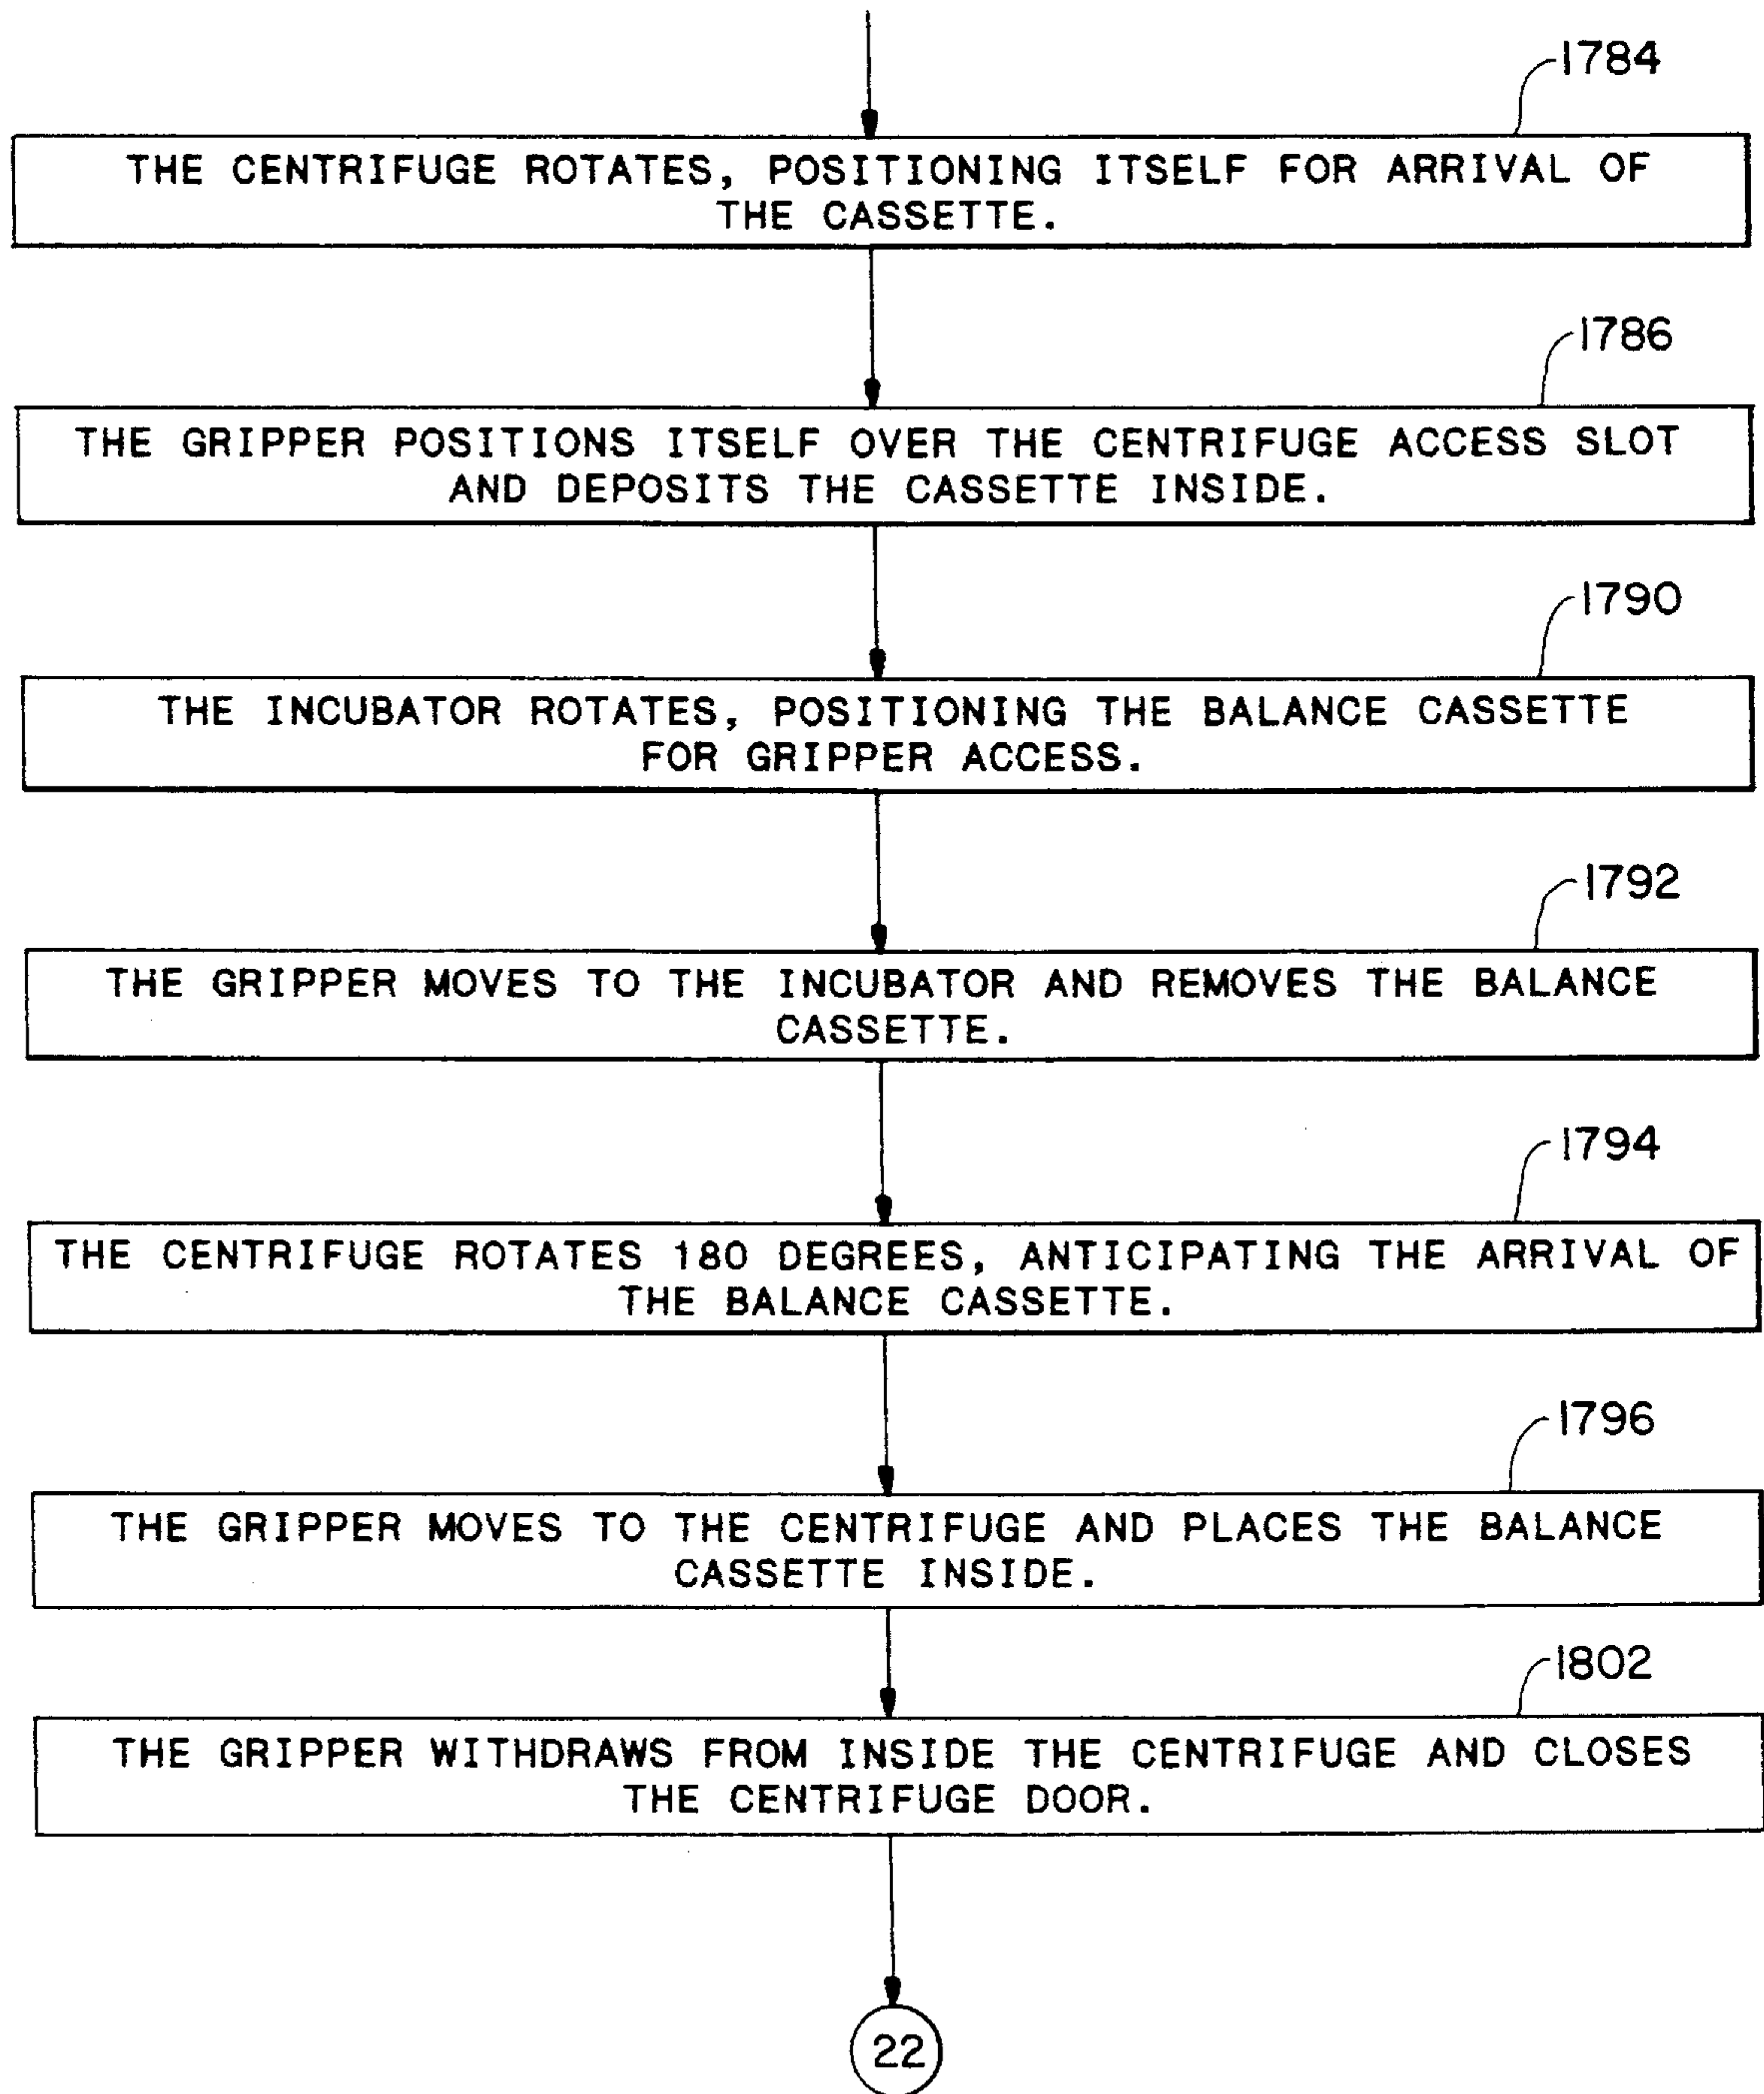 1784
THE CENTRIFUGE ROTATES, POSITIONING ITSELF FOR ARRIVAL OF
THE CASSETTE.
1786
THE GRIPPER POSITIONS ITSELF OVER THE CENTRIFUGE ACCESS SLOT
AND DEPOSITS THE CASSETTE INSIDE.
1790
THE INCUBATOR ROTATES, POSITIONING THE BALANCE CASSETTE
FOR GRIPPER ACCESS.
1792
THE GRIPPER MOVES TO THE INCUBATOR AND REMOVES THE BALANCE
CASSETTE.
1794
THE CENTRIFUGE ROTATES 180 DEGREES, ANTICIPATING THE ARRIVAL OF
THE BALANCE CASSETTE.
1796
THE GRIPPER MOVES TO THE CENTRIFUGE AND PLACES THE BALANCE
CASSETTE INSIDE.
1802
THE GRIPPER WITHDRAWS FROM INSIDE THE CENTRIFUGE AND CLOSES
THE CENTRIFUGE DOOR.
22